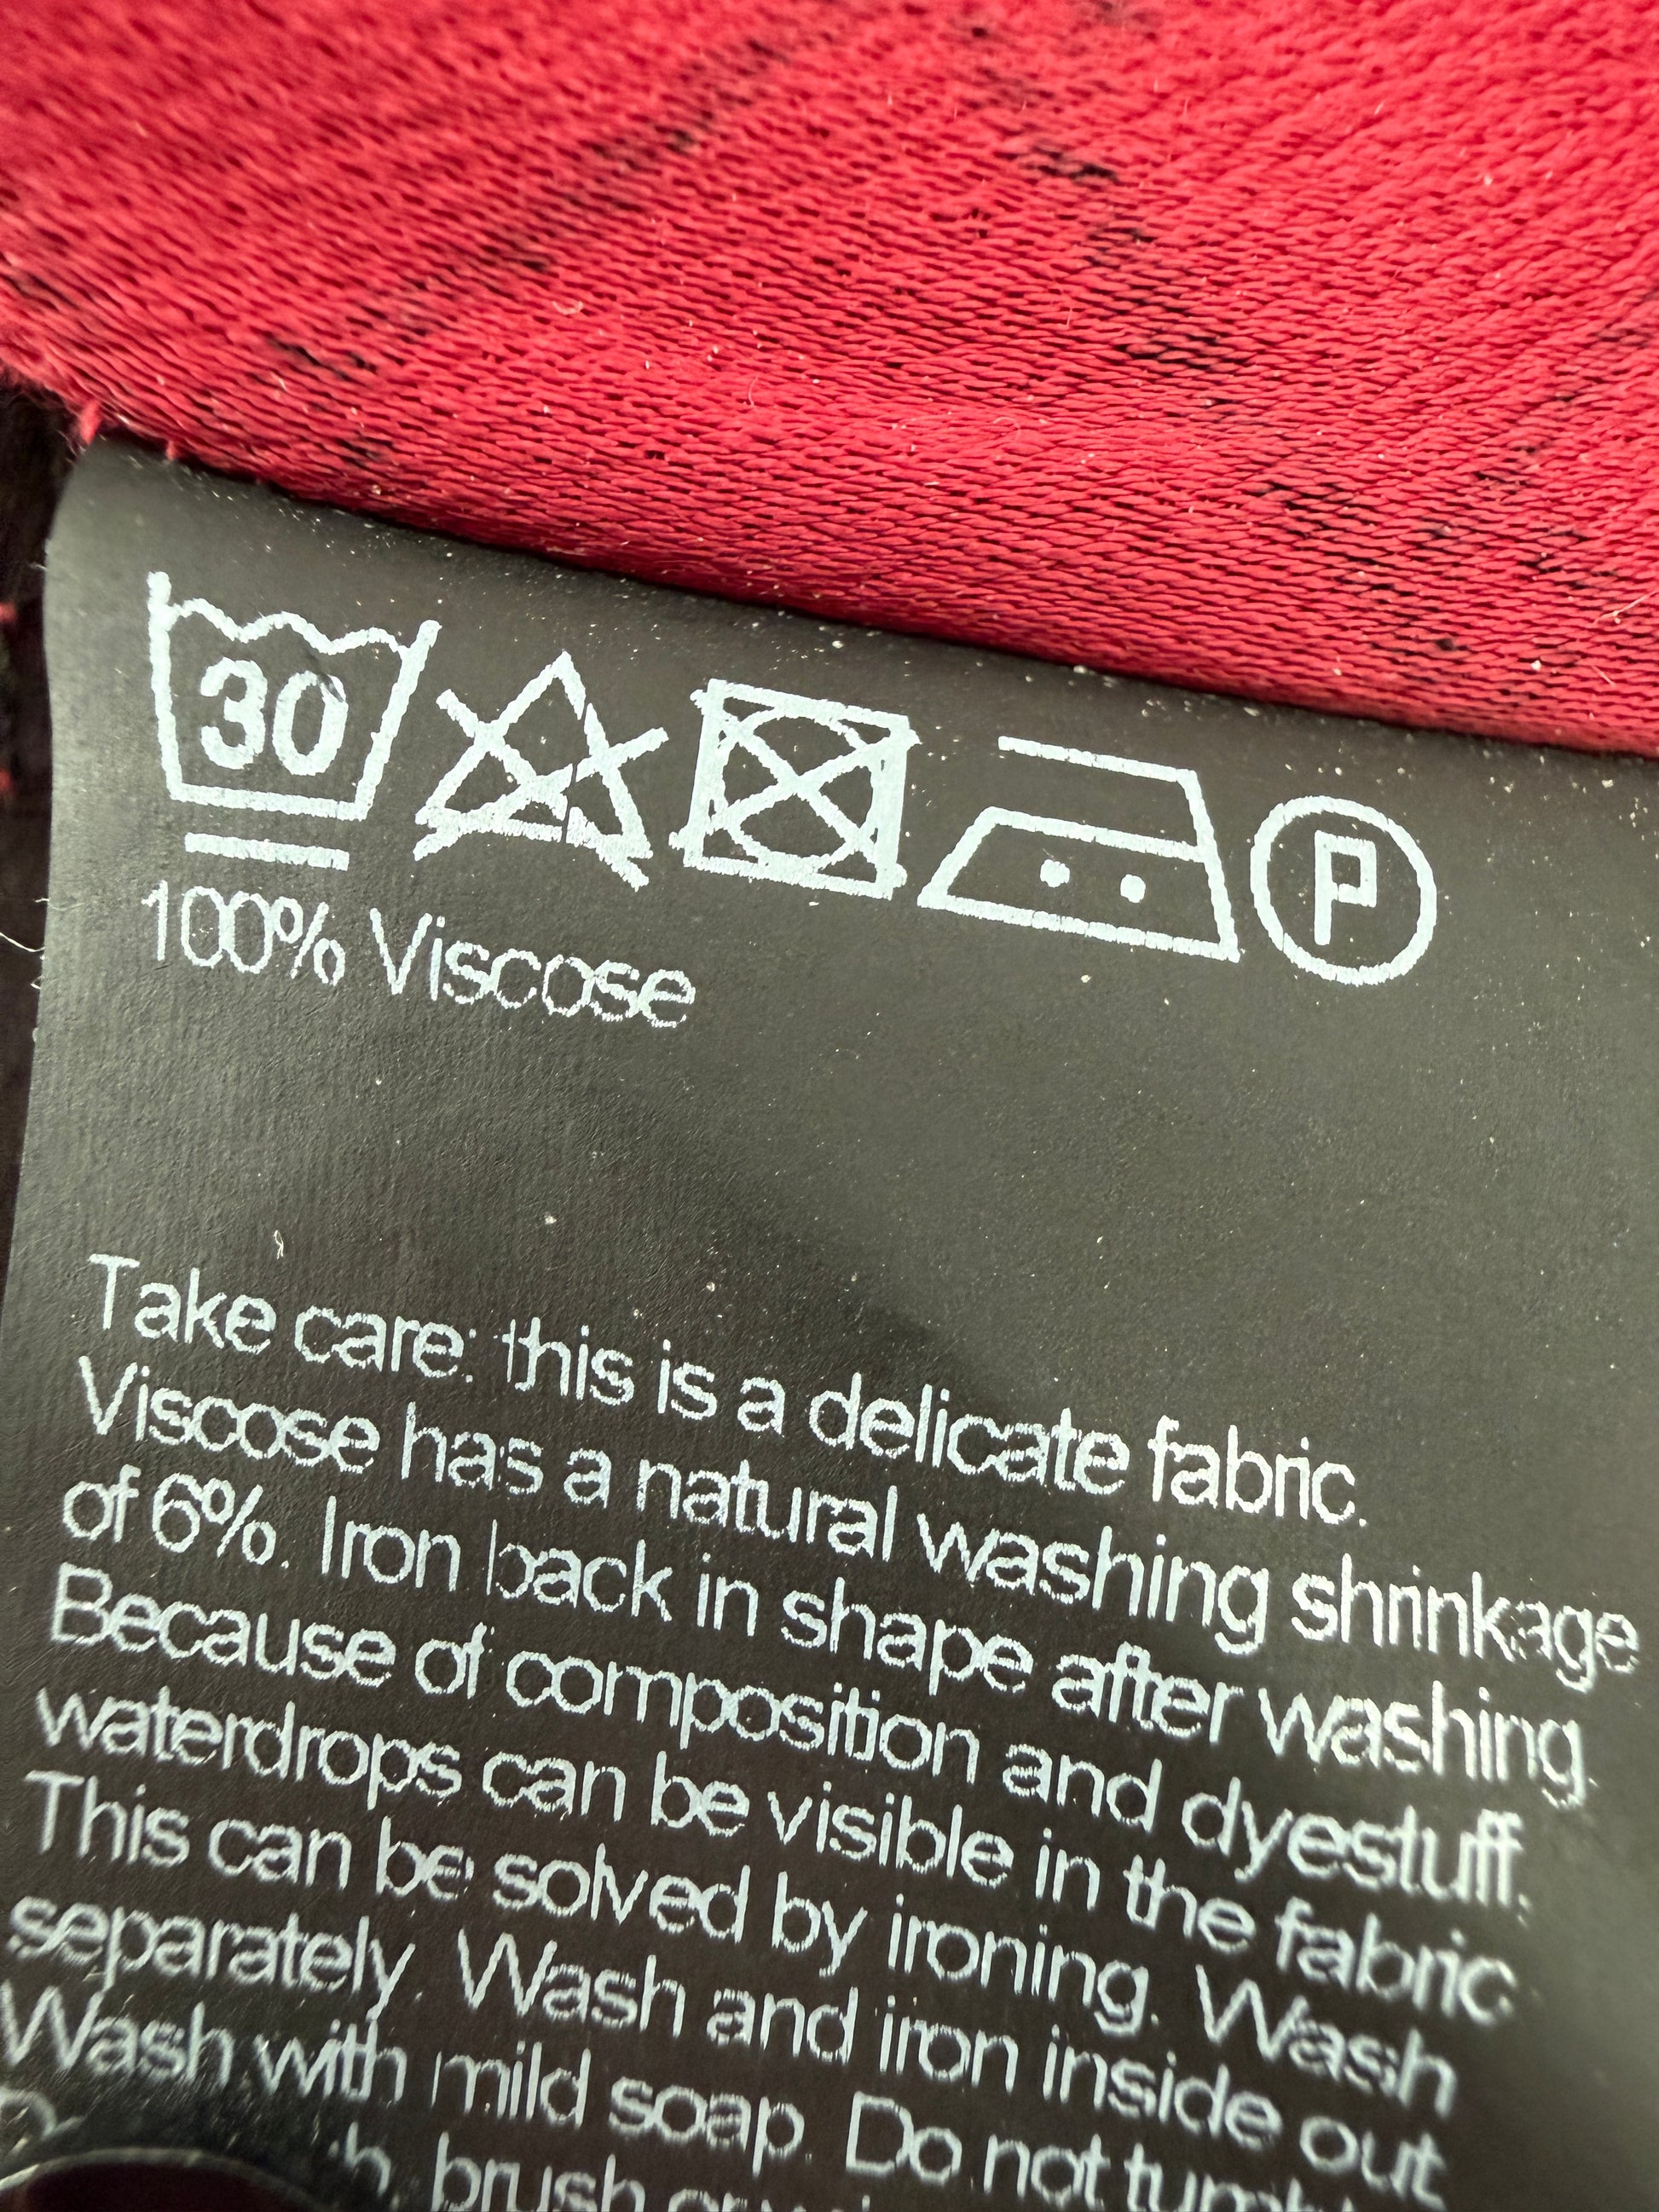 30
P
100% Viscose
Take care: this is a delicate fabric.
Viscose has a natural washing shrinkage
of 6%. Iron back in shape after washing.
Because of composition and dyestuff,
waterdrops can be visible in the fabric
This can be solved by ironing. Wash
separately. Wash and iron inside out
Wash with mild soap. Do not
brush or